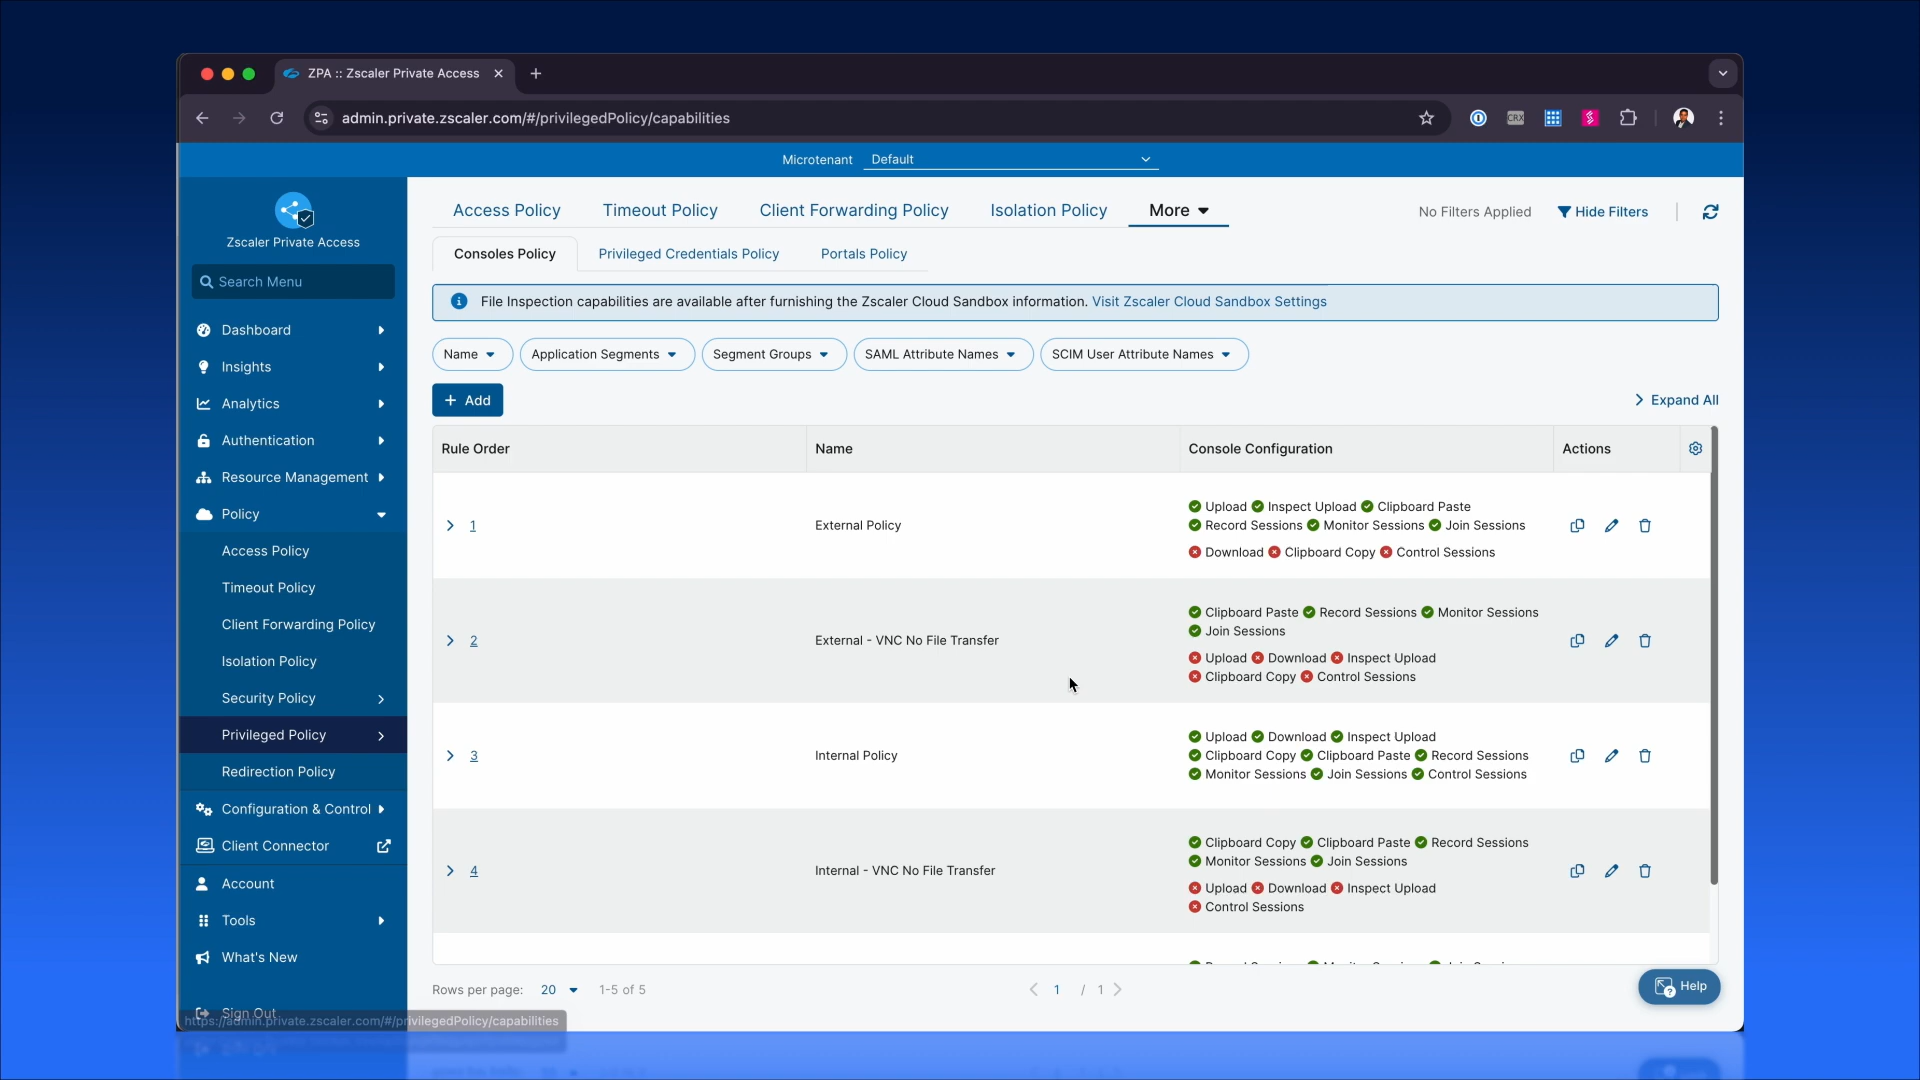 ZPA :: Zscaler Private Access
admin.private.zscaler.com/#/privilegedPolicy/capabilities
CRX
Microtenant Default
Zscaler Private Access
Search Menu
Dashboard
Insights
Analytics
Authentication
Resource Management
Policy
Access Policy
Timeout Policy
Client Forwarding Policy
Isolation Policy
Security Policy
Privileged Policy
Redirection Policy
Configuration & Control
Client Connector
Account
Tools
What's New
Sign Out
https://admin.private.zscaler.com/#/privilegedPolicy/capabilities
Access Policy Timeout Policy Client Forwarding Policy Isolation Policy More
No Filters Applied Hide Filters
Consoles Policy Privileged Credentials Policy Portals Policy
File Inspection capabilities are available after furnishing the Zscaler Cloud Sandbox information. Visit Zscaler Cloud Sandbox Settings
Name Application Segments Segment Groups SAML Attribute Names SCIM User Attribute Names
+ Add
Expand All
Rule Order Name Console Configuration Actions
1 External Policy
Upload Inspect Upload Clipboard Paste
Record Sessions Monitor Sessions Join Sessions
Download Clipboard Copy Control Sessions
2 External - VNC No File Transfer
Clipboard Paste Record Sessions Monitor Sessions
Join Sessions
Upload Download Inspect Upload
Clipboard Copy Control Sessions
3 Internal Policy
Upload Download Inspect Upload
Clipboard Copy Clipboard Paste Record Sessions
Monitor Sessions Join Sessions Control Sessions
4 Internal - VNC No File Transfer
Clipboard Copy Clipboard Paste Record Sessions
Monitor Sessions Join Sessions
Upload Download Inspect Upload
Control Sessions
Rows per page: 20 1-5 of 5
1 / 1
Help